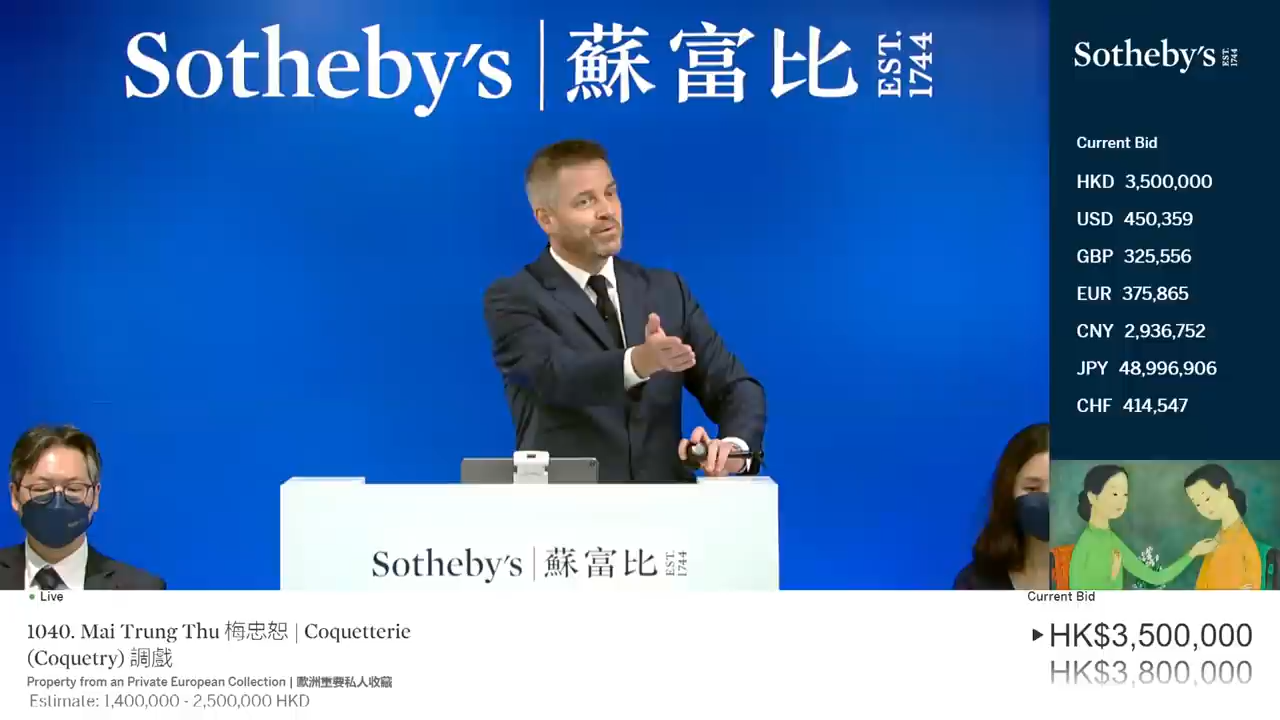 Sotheby's | 蘇富比 EST. 1744
Sotheby's EST. 1744
Current Bid
HKD 3,500,000
USD 450,359
GBP 325,556
EUR 375,865
CNY 2,936,752
JPY 48,996,906
CHF 414,547
Sotheby's | 蘇富比 EST. 1744
Live
1040. Mai Trung Thu 梅忠恕 | Coquetterie
(Coquetry) 調戲
Property from an Private European Collection | 歐洲重要私人收藏
Estimate: 1,400,000 - 2,500,000 HKD
Current Bid
HK$3,500,000
HK$3,800,000